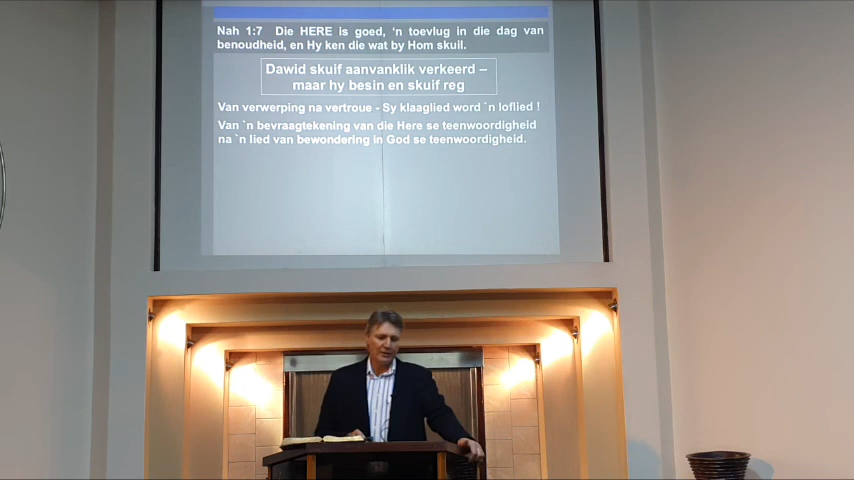 Nah 1:7 Die HERE is goed, 'n toevlug in die dag van
benoudheid, en Hy ken die wat by Hom skuil.
Dawid skuif aanvanklik verkeerd –
maar hy besin en skuif reg
Van verwerping na vertroue - Sy klaaglied word `n loflied !
Van `n bevraagtekening van die Here se teenwoordigheid
na `n lied van bewondering in God se teenwoordigheid.